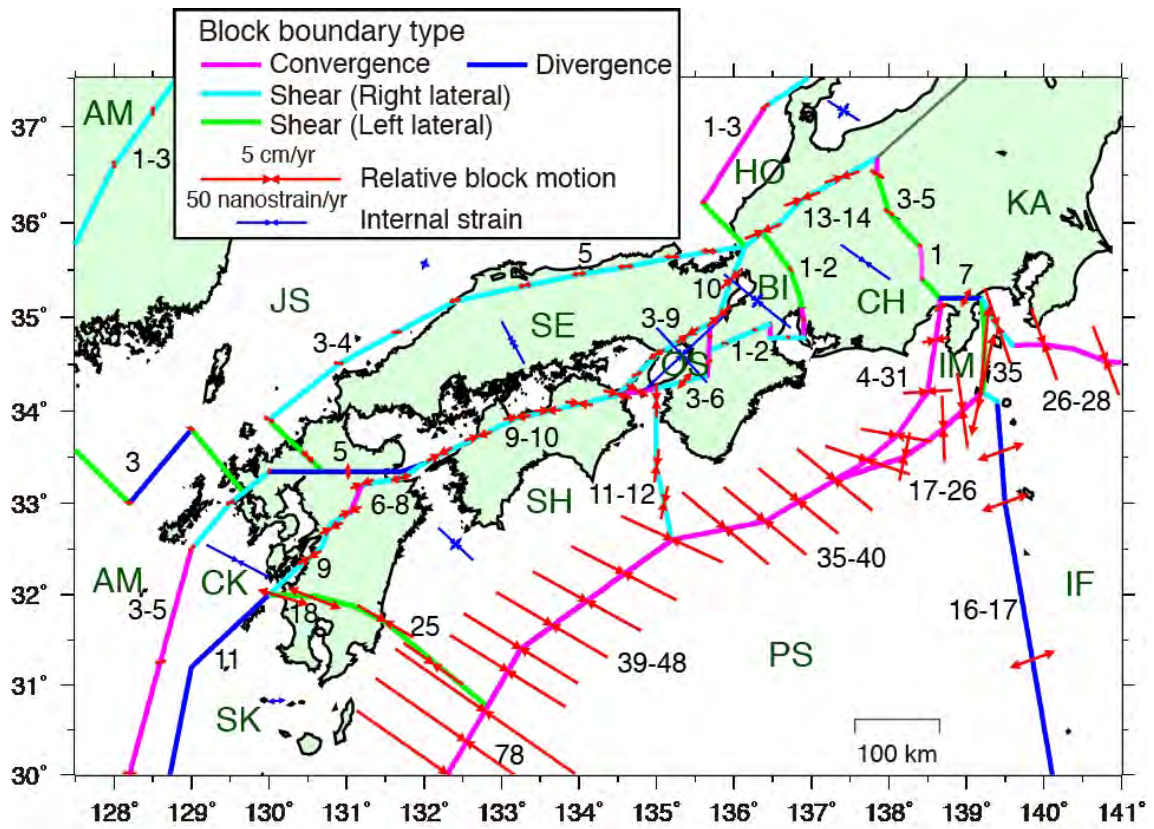 Block boundary type
Convergence
Divergence
Shear (Right lateral)
Shear (Left lateral)
5 cm/yr
Relative block motion
50 nanostrain/yr
Internal strain
37°
36°
35°
34°
33°
32°
31°
30°
AM
1-3
1-3
HO
KA
13-14
3-5
1
7
5
JS
10
BI
1-2
CH
SE
3-9
3-4
OS
1-2
4-31
IM
35
3-6
26-28
9-10
3
5
6-8
SH
11-12
17-26
35-40
AM
CK
9
IF
3-5
18
25
16-17
11
39-48
PS
SK
78
100 km
128° 129° 130° 131° 132° 133° 134° 135° 136° 137° 138° 139° 140° 141°